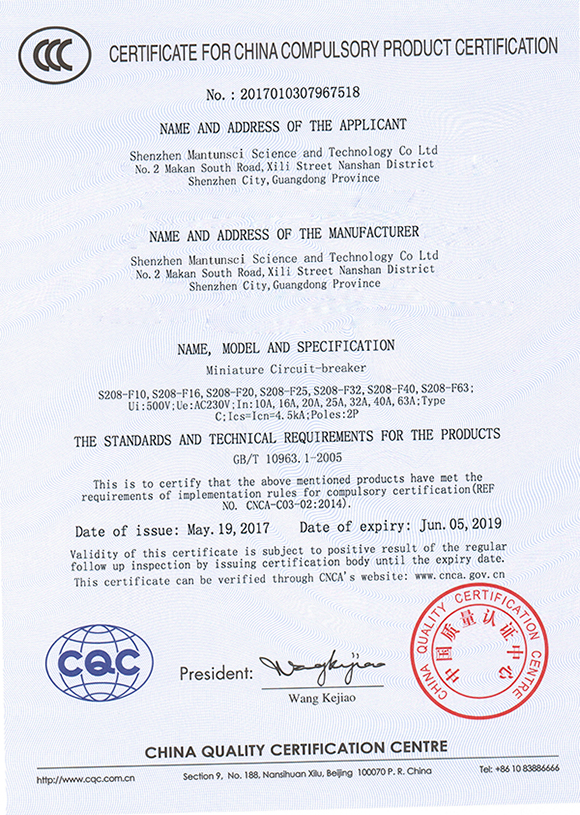 CCC
CERTIFICATE FOR CHINA COMPULSORY PRODUCT CERTIFICATION
No. : 2017010307967518
NAME AND ADDRESS OF THE APPLICANT
Shenzhen Mantunsci Science and Technology Co Ltd
No. 2 Makan South Road, Xili Street Nanshan District
Shenzhen City, Guangdong Province
NAME AND ADDRESS OF THE MANUFACTURER
Shenzhen Mantunsci Science and Technology Co Ltd
No. 2 Makan South Road, Xili Street Nanshan District
Shenzhen City, Guangdong Province
NAME, MODEL AND SPECIFICATION
Miniature Circuit-breaker
S208-F10, S208-F16, S208-F20, S208-F25, S208-F32, S208-F40, S208-F63;
Ui:500V;Ue:AC230V;In:10A, 16A, 20A, 25A, 32A, 40A, 63A;Type
C;Ics=Icn=4.5kA;Poles:2P
THE STANDARDS AND TECHNICAL REQUIREMENTS FOR THE PRODUCTS
GB/T 10963.1-2005
This is to certify that the above mentioned products have met the
requirements of implementation rules for compulsory certification(REF
NO. CNCA-C03-02:2014).
Date of issue: May. 19, 2017 Date of expiry: Jun. 05, 2019
Validity of this certificate is subject to positive result of the regular
follow up inspection by issuing certification body until the expiry date.
This certificate can be verified through CNCA's website: www.cnca.gov.cn
CQC
President: Wangkejiao
Wang Kejiao
CHINA QUALITY CERTIFICATION CENTRE
中国质量认证中心
CHINA QUALITY CERTIFICATION CENTRE
http://www.cqc.com.cn
Section 9, No. 188, Nansihuan Xilu, Beijing 100070 P. R. China
Tel: +86 10 83886666